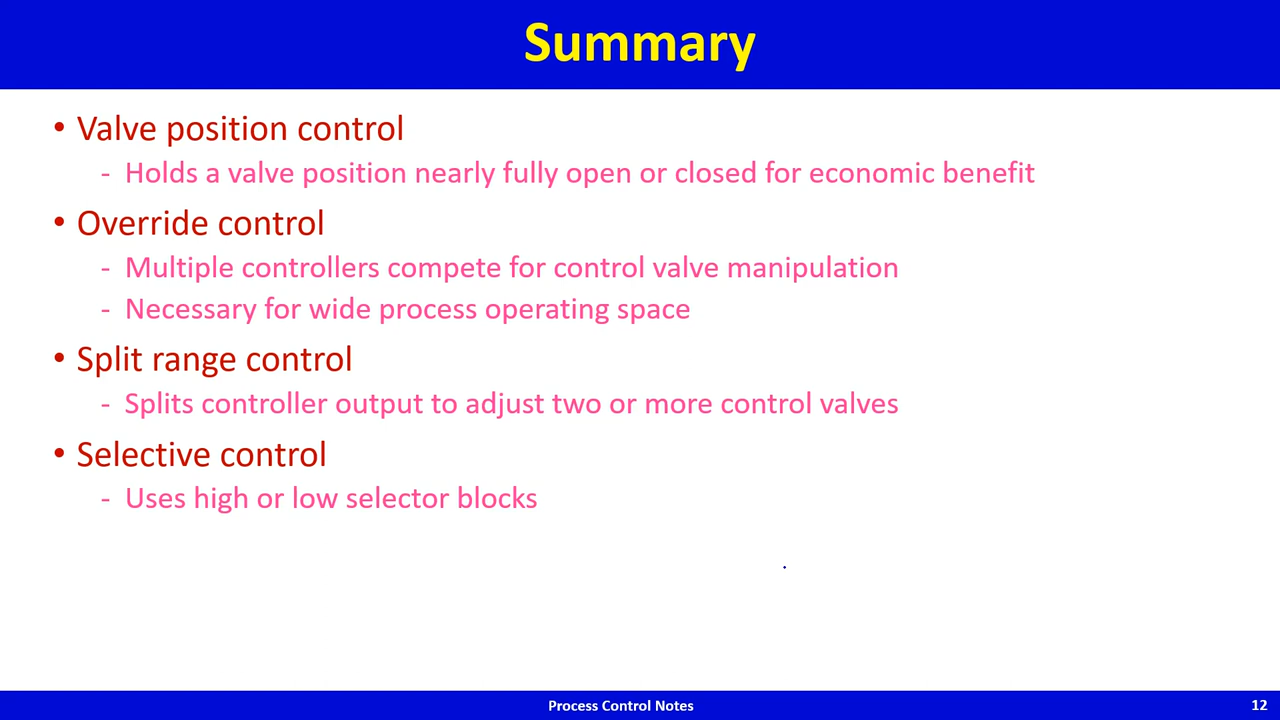 Summary
• Valve position control
- Holds a valve position nearly fully open or closed for economic benefit
• Override control
- Multiple controllers compete for control valve manipulation
- Necessary for wide process operating space
• Split range control
- Splits controller output to adjust two or more control valves
• Selective control
- Uses high or low selector blocks
Process Control Notes
12